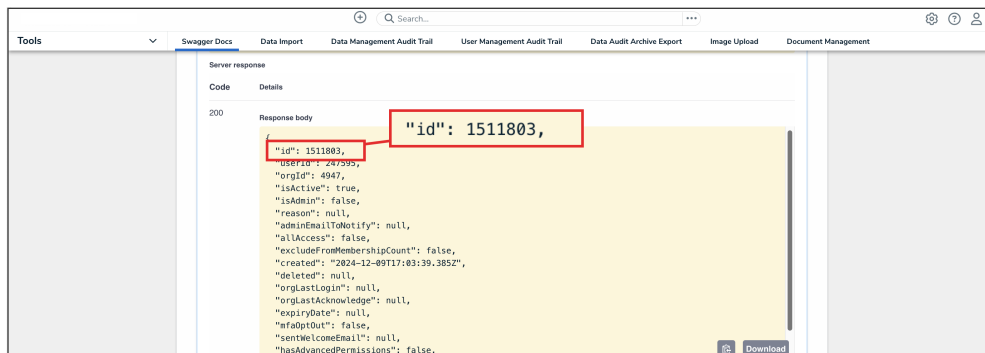 Search...
Tools
Swagger Docs Data Import Data Management Audit Trail User Management Audit Trail Data Audit Archive Export Image Upload Document Management
Server response
Code Details
200
Response body
{
"id": 1511803,
"id": 1511803,
"userId": 247595,
"orgId": 4947,
"isActive": true,
"isAdmin": false,
"reason": null,
"adminEmailToNotify": null,
"allAccess": false,
"excludeFromMembershipCount": false,
"created": "2024-12-09T17:03:39.385Z",
"deleted": null,
"orgLastLogin": null,
"orgLastAcknowledge": null,
"expiryDate": null,
"mfaOptOut": false,
"sentWelcomeEmail": null,
"hasAdvancedPermissions": false,
Download